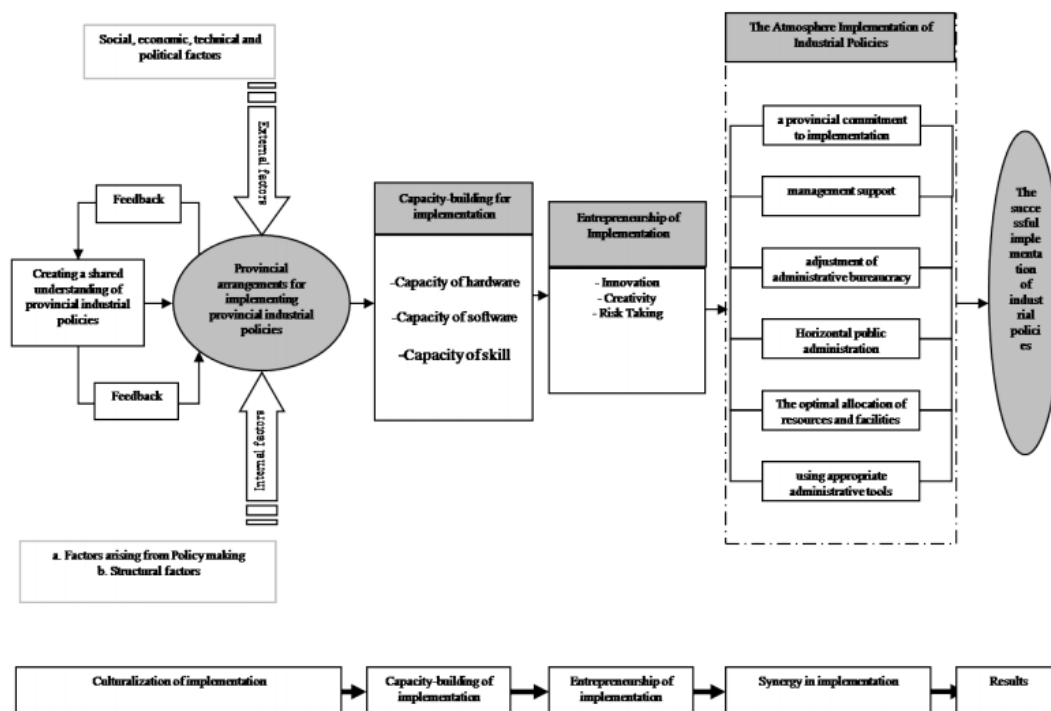 Social, economic, technical and
political factors
External factors
Feedback
Creating a shared
understanding of
provincial industrial
policies
Feedback
Provincial
arrangements for
implementing
provincial industrial
policies
Internal factors
a. Factors arising from Policy making
b. Structural factors
Capacity-building for
implementation
-Capacity of hardware
-Capacity of software
-Capacity of skill
Entrepreneurship of
Implementation
- Innovation
- Creativity
- Risk Taking
The Atmosphere Implementation of
Industrial Policies
a provincial commitment
to implementation
management support
adjustment of
administrative bureaucracy
Horizontal public
administration
The optimal allocation of
resources and facilities
using appropriate
administrative tools
The
succe
ssful
imple
menta
tion
of
indust
rial
polici
es
Culturalization of implementation
Capacity-building of
implementation
Entrepreneurship of
implementation
Synergy in implementation
Results